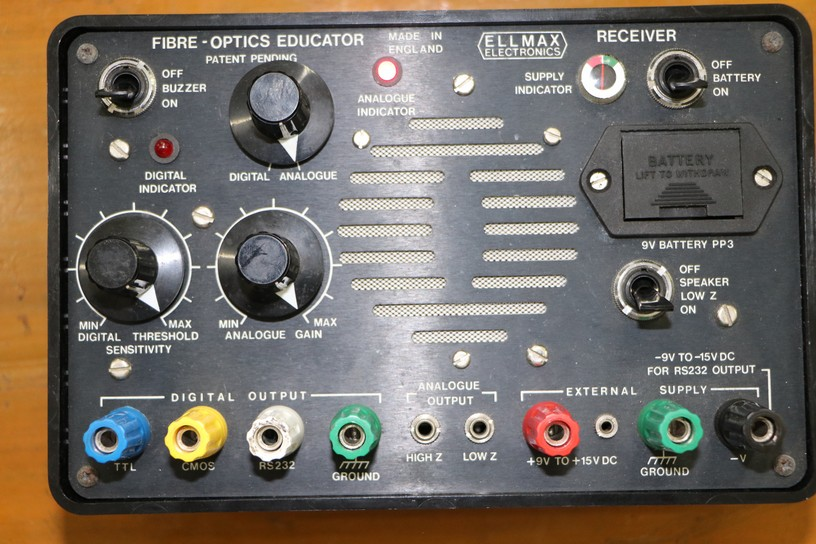 FIBRE-OPTICS EDUCATOR
PATENT PENDING
MADE IN
ENGLAND
ELLMAX
ELECTRONICS
RECEIVER
OFF
BUZZER
ON
ANALOGUE
INDICATOR
SUPPLY
INDICATOR
OFF
BATTERY
ON
DIGITAL
INDICATOR
DIGITAL ANALOGUE
BATTERY
LIFT TO WITHDRAW
9V BATTERY PP3
OFF
SPEAKER
LOW Z
ON
MIN MAX
DIGITAL THRESHOLD
SENSITIVITY
MIN MAX
ANALOGUE GAIN
-9V TO -15V DC
FOR RS232 OUTPUT
DIGITAL OUTPUT
ANALOGUE
OUTPUT
EXTERNAL SUPPLY
TTL
CMOS
RS232
GROUND
HIGH Z
LOW Z
+9V TO +15V DC
GROUND
-V